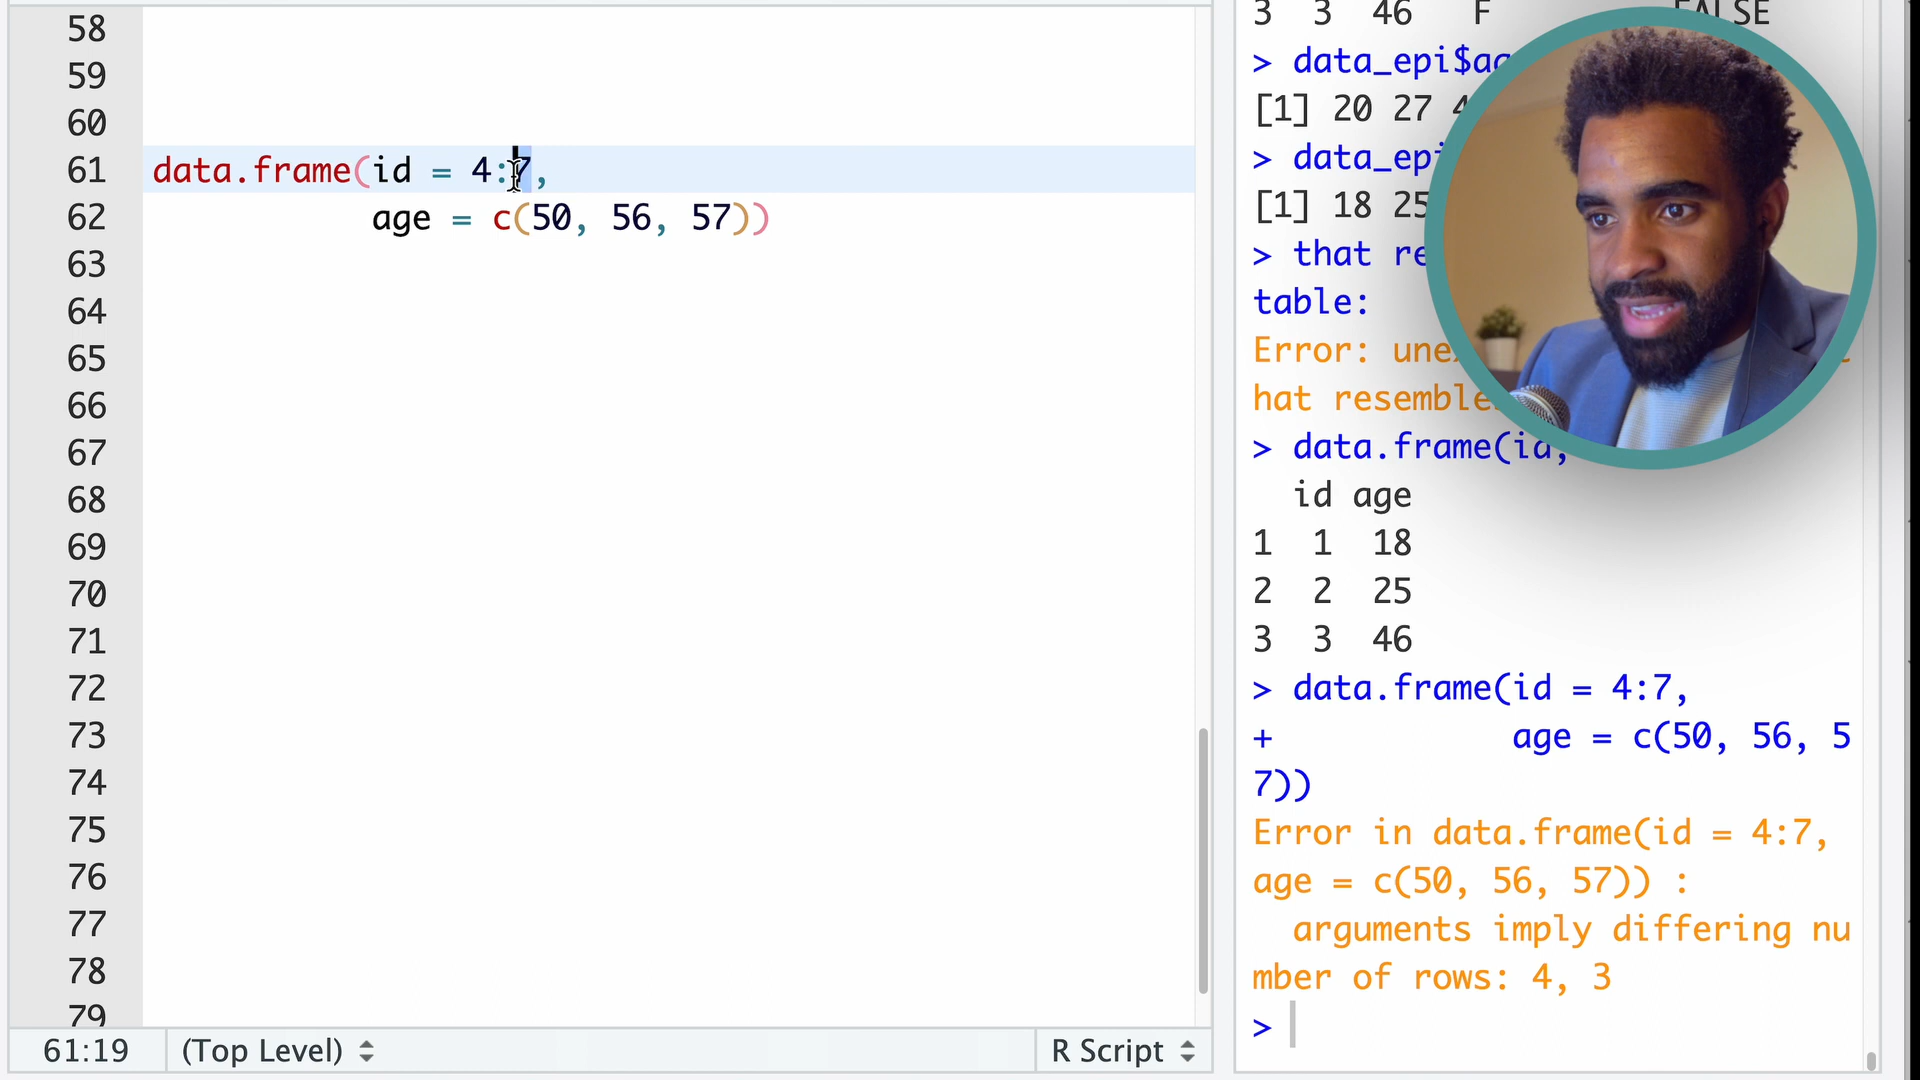 58
59
60
61 data.frame(id = 4:7,
62 age = c(50, 56, 57))
63
64
65
66
67
68
69
70
71
72
73
74
75
76
77
78
79
61:19 (Top Level) R Script
3 3 46 F FALSE
> data_epi$ag
[1] 20 27 4
> data_epi
[1] 18 25
> that re
table:
Error: une
hat resemble
> data.frame(id,
id age
1 1 18
2 2 25
3 3 46
> data.frame(id = 4:7,
+ age = c(50, 56, 5
7))
Error in data.frame(id = 4:7,
age = c(50, 56, 57)) :
arguments imply differing nu
mber of rows: 4, 3
>